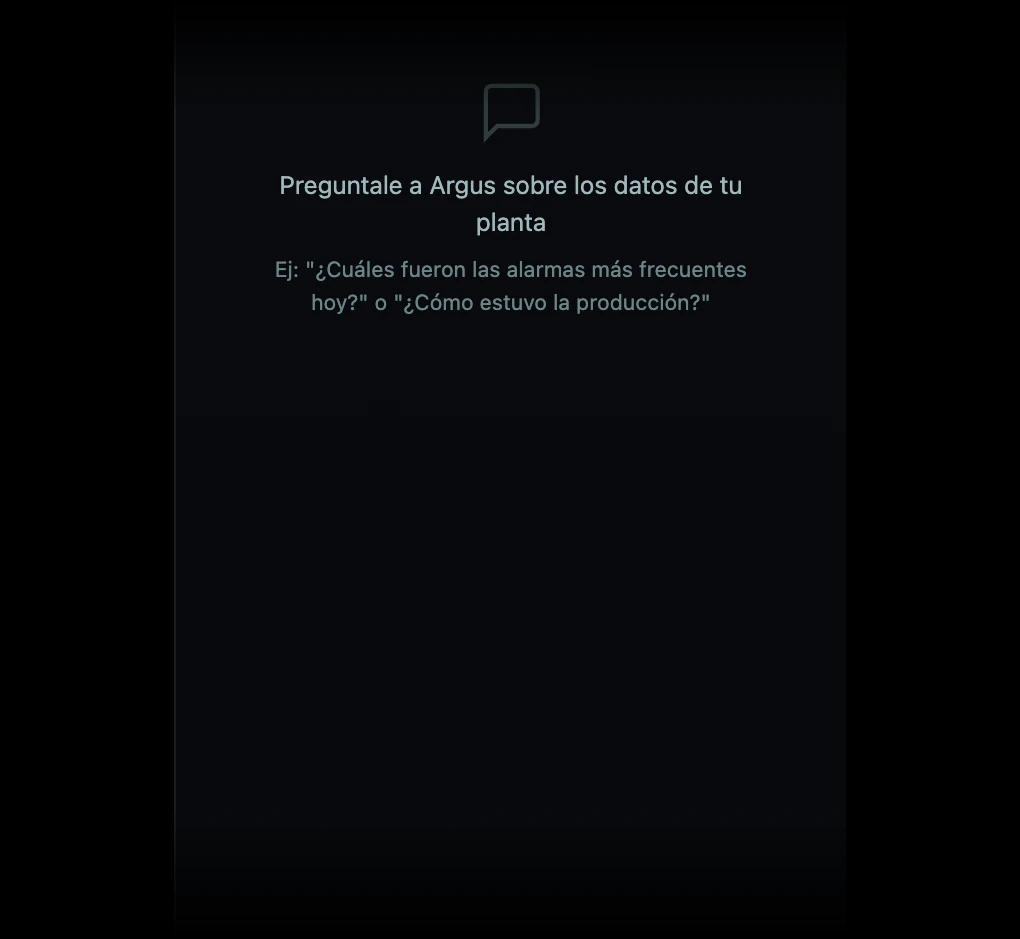 Preguntale a Argus sobre los datos de tu
planta
Ej: "¿Cuáles fueron las alarmas más frecuentes
hoy?" o "¿Cómo estuvo la producción?"